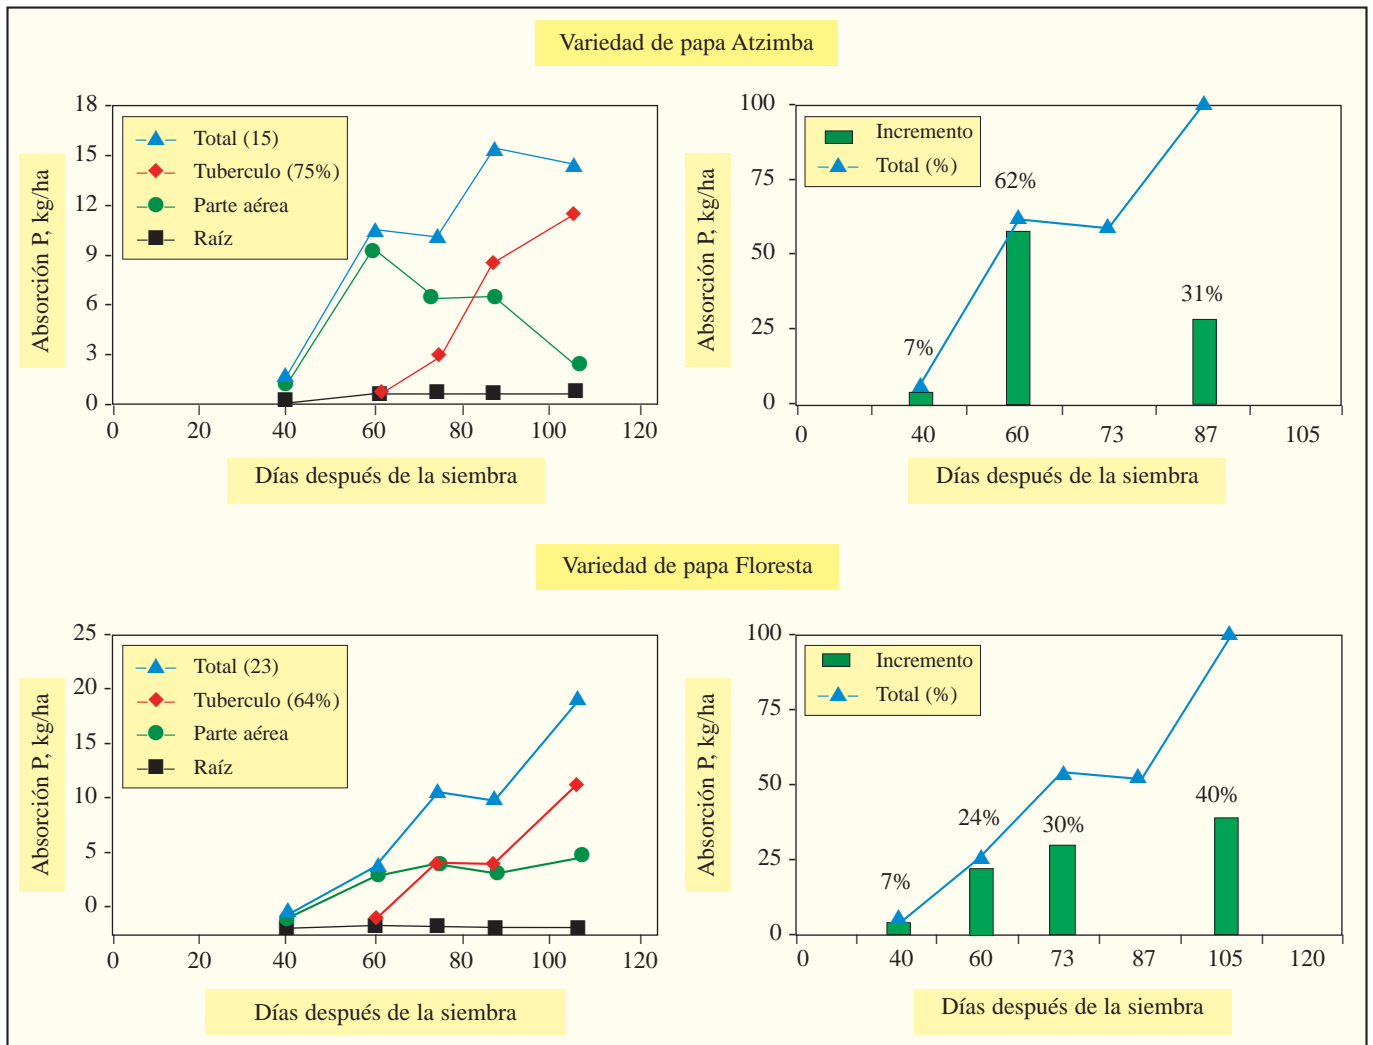 Variedad de papa Atzimba
Absorción P, kg/ha
18
15
12
9
6
3
0
Total (15)
Tuberculo (75%)
Parte aérea
Raíz
0 20 40 60 80 100 120
Días después de la siembra
Absorción P, kg/ha
100
75
50
25
0
Incremento
Total (%)
7%
62%
31%
0 40 60 73 87 105
Días después de la siembra
Variedad de papa Floresta
Absorción P, kg/ha
25
20
15
10
5
0
Total (23)
Tuberculo (64%)
Parte aérea
Raíz
0 20 40 60 80 100 120
Días después de la siembra
Absorción P, kg/ha
100
75
50
25
0
Incremento
Total (%)
7%
24%
30%
40%
0 40 60 73 87 105 120
Días después de la siembra